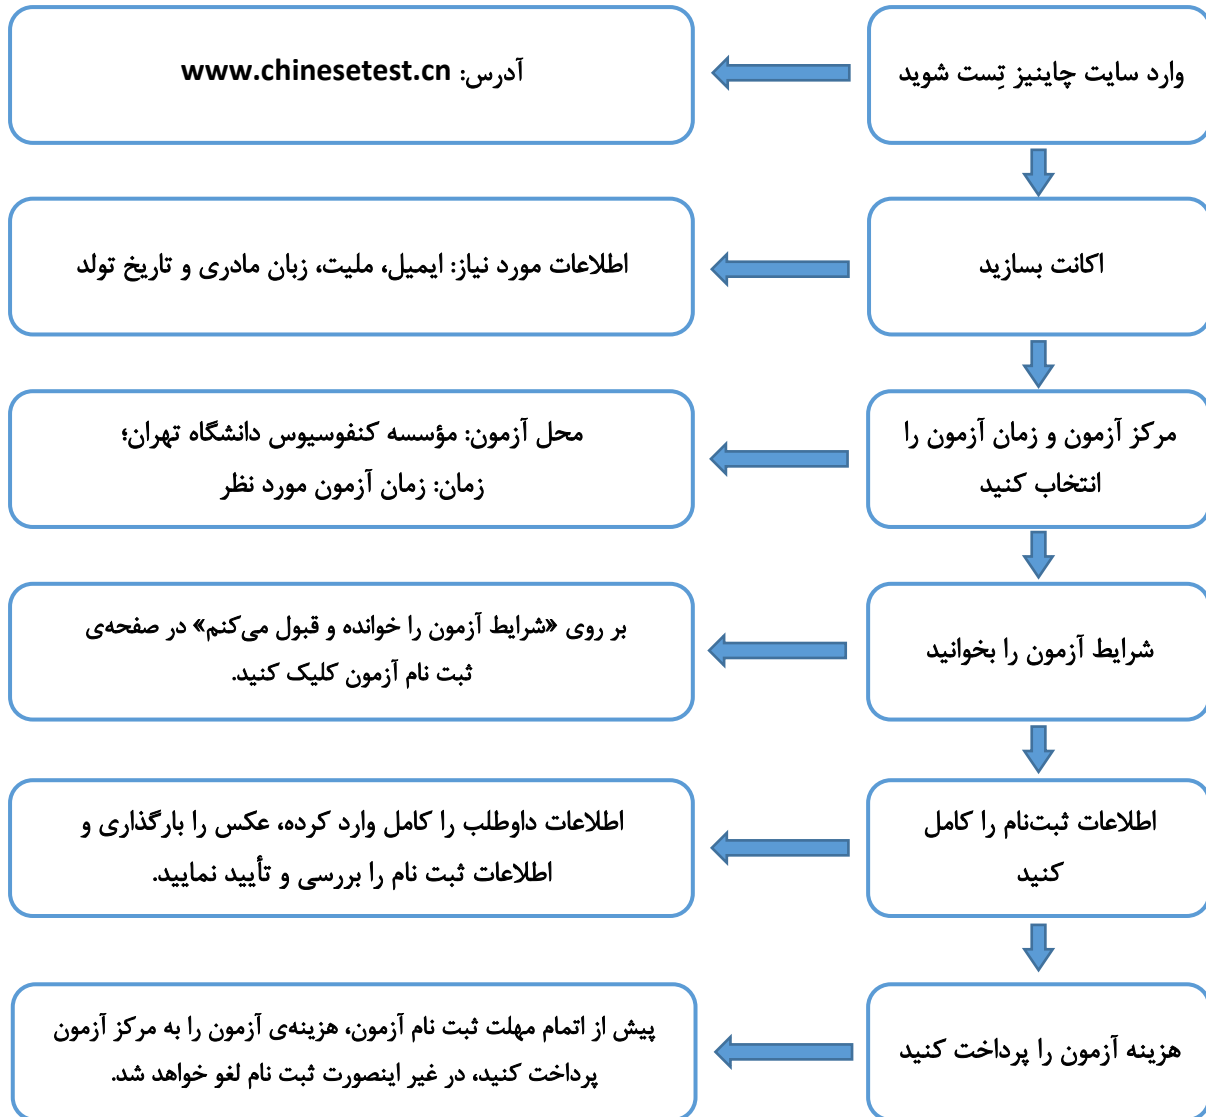 وارد سایت چاینیز تِست شوید
آدرس: www.chinesetest.cn
اکانت بسازید
اطلاعات مورد نیاز: ایمیل، ملیت، زبان مادری و تاریخ تولد
مرکز آزمون و زمان آزمون را
انتخاب کنید
محل آزمون: مؤسسه کنفوسیوس دانشگاه تهران؛
زمان: زمان آزمون مورد نظر
شرایط آزمون را بخوانید
بر روی «شرایط آزمون را خوانده و قبول می‌کنم» در صفحه‌ی
ثبت نام آزمون کلیک کنید.
اطلاعات ثبت‌نام را کامل
کنید
اطلاعات داوطلب را کامل وارد کرده، عکس را بارگذاری و
اطلاعات ثبت نام را بررسی و تأیید نمایید.
هزینه آزمون را پرداخت کنید
پیش از اتمام مهلت ثبت نام آزمون، هزینه‌ی آزمون را به مرکز آزمون
پرداخت کنید، در غیر اینصورت ثبت نام لغو خواهد شد.